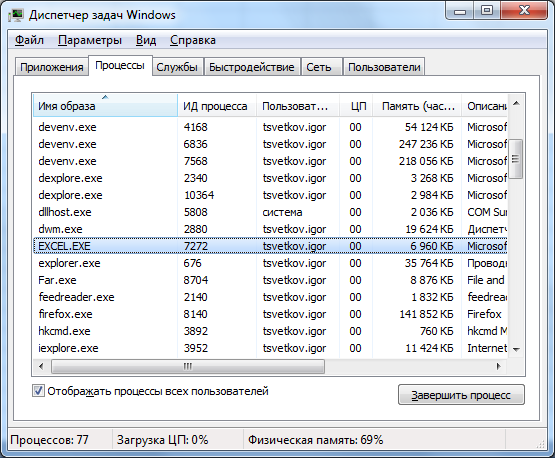 Диспетчер задач Windows
Файл Параметры Вид Справка
Приложения Процессы Службы Быстродействие Сеть Пользователи
Имя образа ИД процесса Пользоват... ЦП Память (час... Описани
devenv.exe 4168 tsvetkov.igor 00 54 124 КБ Microsof
devenv.exe 6836 tsvetkov.igor 00 247 236 КБ Microsof
devenv.exe 7568 tsvetkov.igor 00 218 056 КБ Microsof
dexplore.exe 2340 tsvetkov.igor 00 3 268 КБ Microsof
dexplore.exe 10364 tsvetkov.igor 00 2 984 КБ Microsof
dllhost.exe 5808 система 00 2 036 КБ COM Sur
dwm.exe 2880 tsvetkov.igor 00 19 624 КБ Диспетч
EXCEL.EXE 7272 tsvetkov.igor 00 6 960 КБ Microsof
explorer.exe 676 tsvetkov.igor 00 35 764 КБ Провод
Far.exe 8704 tsvetkov.igor 00 8 876 КБ File and
feedreader.exe 2140 tsvetkov.igor 00 1 832 КБ feedrea
firefox.exe 8140 tsvetkov.igor 00 141 852 КБ Firefox
hkcmd.exe 3892 tsvetkov.igor 00 760 КБ hkcmd M
iexplore.exe 3952 tsvetkov.igor 00 11 424 КБ Internet
Отображать процессы всех пользователей
Завершить процесс
Процессов: 77 Загрузка ЦП: 0% Физическая память: 69%